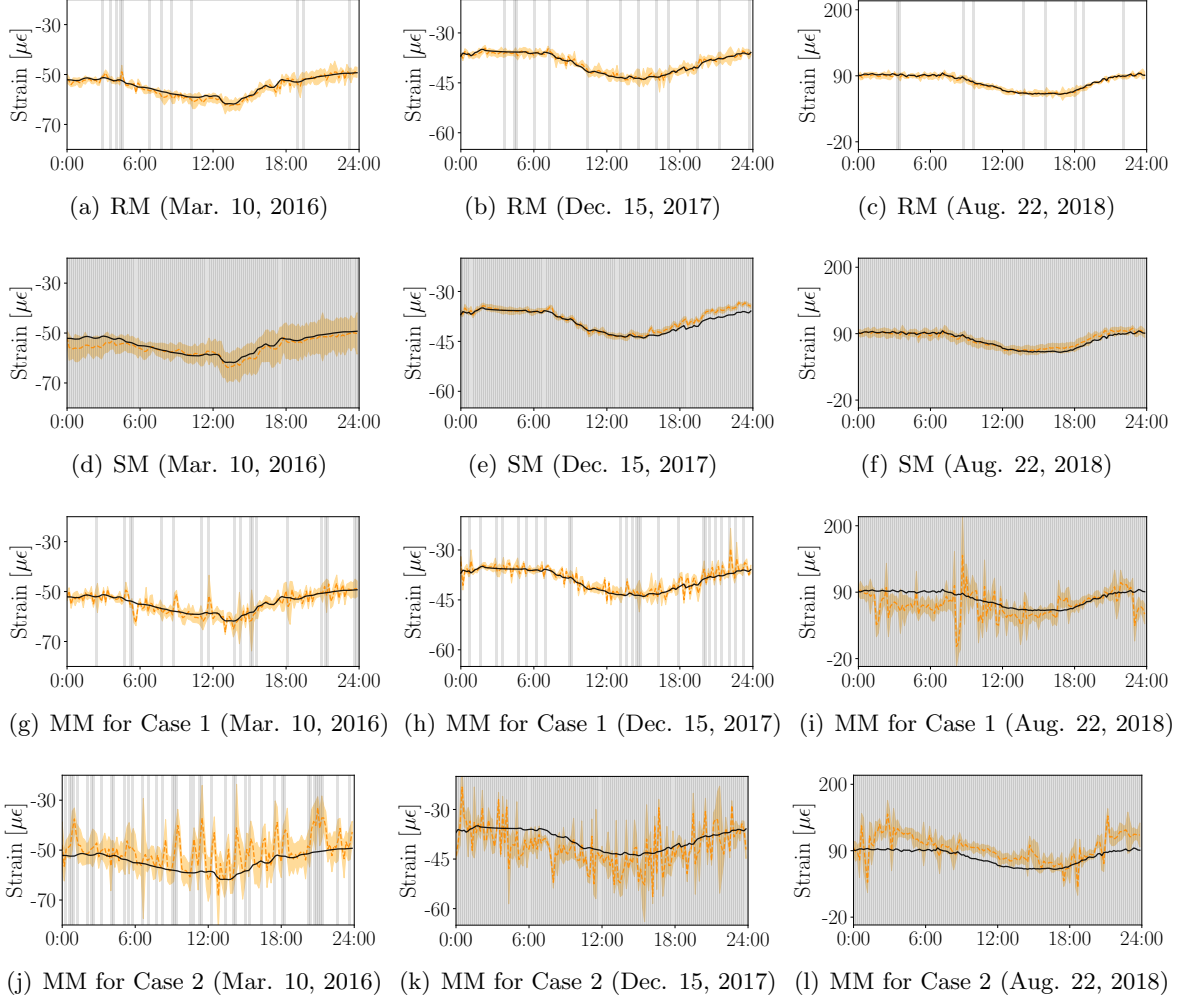 Strain [με]
-30
-50
-70
0:00 6:00 12:00 18:00 24:00
(a) RM (Mar. 10, 2016)
Strain [με]
-30
-45
-60
0:00 6:00 12:00 18:00 24:00
(b) RM (Dec. 15, 2017)
Strain [με]
200
90
-20
0:00 6:00 12:00 18:00 24:00
(c) RM (Aug. 22, 2018)
Strain [με]
-30
-50
-70
0:00 6:00 12:00 18:00 24:00
(d) SM (Mar. 10, 2016)
Strain [με]
-30
-45
-60
0:00 6:00 12:00 18:00 24:00
(e) SM (Dec. 15, 2017)
Strain [με]
200
90
-20
0:00 6:00 12:00 18:00 24:00
(f) SM (Aug. 22, 2018)
Strain [με]
-30
-50
-70
0:00 6:00 12:00 18:00 24:00
(g) MM for Case 1 (Mar. 10, 2016)
Strain [με]
-30
-45
-60
0:00 6:00 12:00 18:00 24:00
(h) MM for Case 1 (Dec. 15, 2017)
Strain [με]
200
90
-20
0:00 6:00 12:00 18:00 24:00
(i) MM for Case 1 (Aug. 22, 2018)
Strain [με]
-30
-50
-70
0:00 6:00 12:00 18:00 24:00
(j) MM for Case 2 (Mar. 10, 2016)
Strain [με]
-30
-45
-60
0:00 6:00 12:00 18:00 24:00
(k) MM for Case 2 (Dec. 15, 2017)
Strain [με]
200
90
-20
0:00 6:00 12:00 18:00 24:00
(l) MM for Case 2 (Aug. 22, 2018)